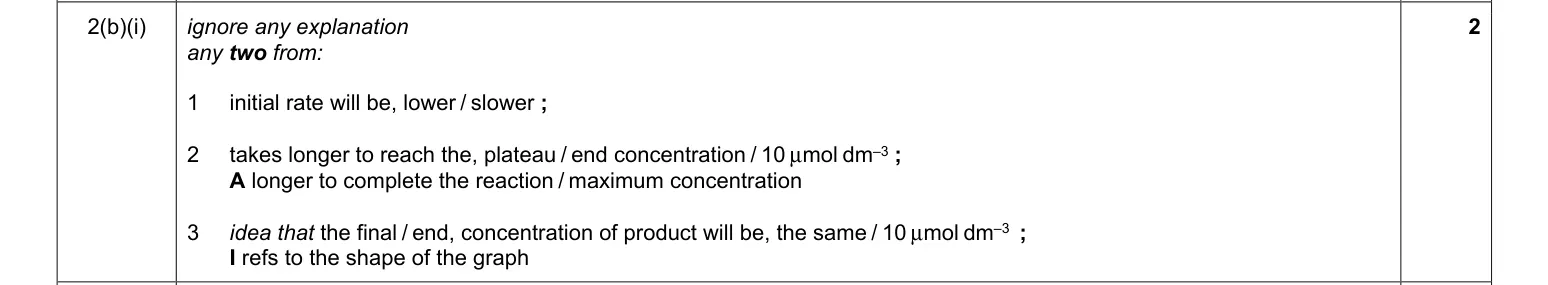 2(b)(i) ignore any explanation 2
any two from:
1 initial rate will be, lower / slower ;
2 takes longer to reach the, plateau / end concentration / 10 μmol dm⁻³ ;
A longer to complete the reaction / maximum concentration
3 idea that the final / end, concentration of product will be, the same / 10 μmol dm⁻³ ;
I refs to the shape of the graph